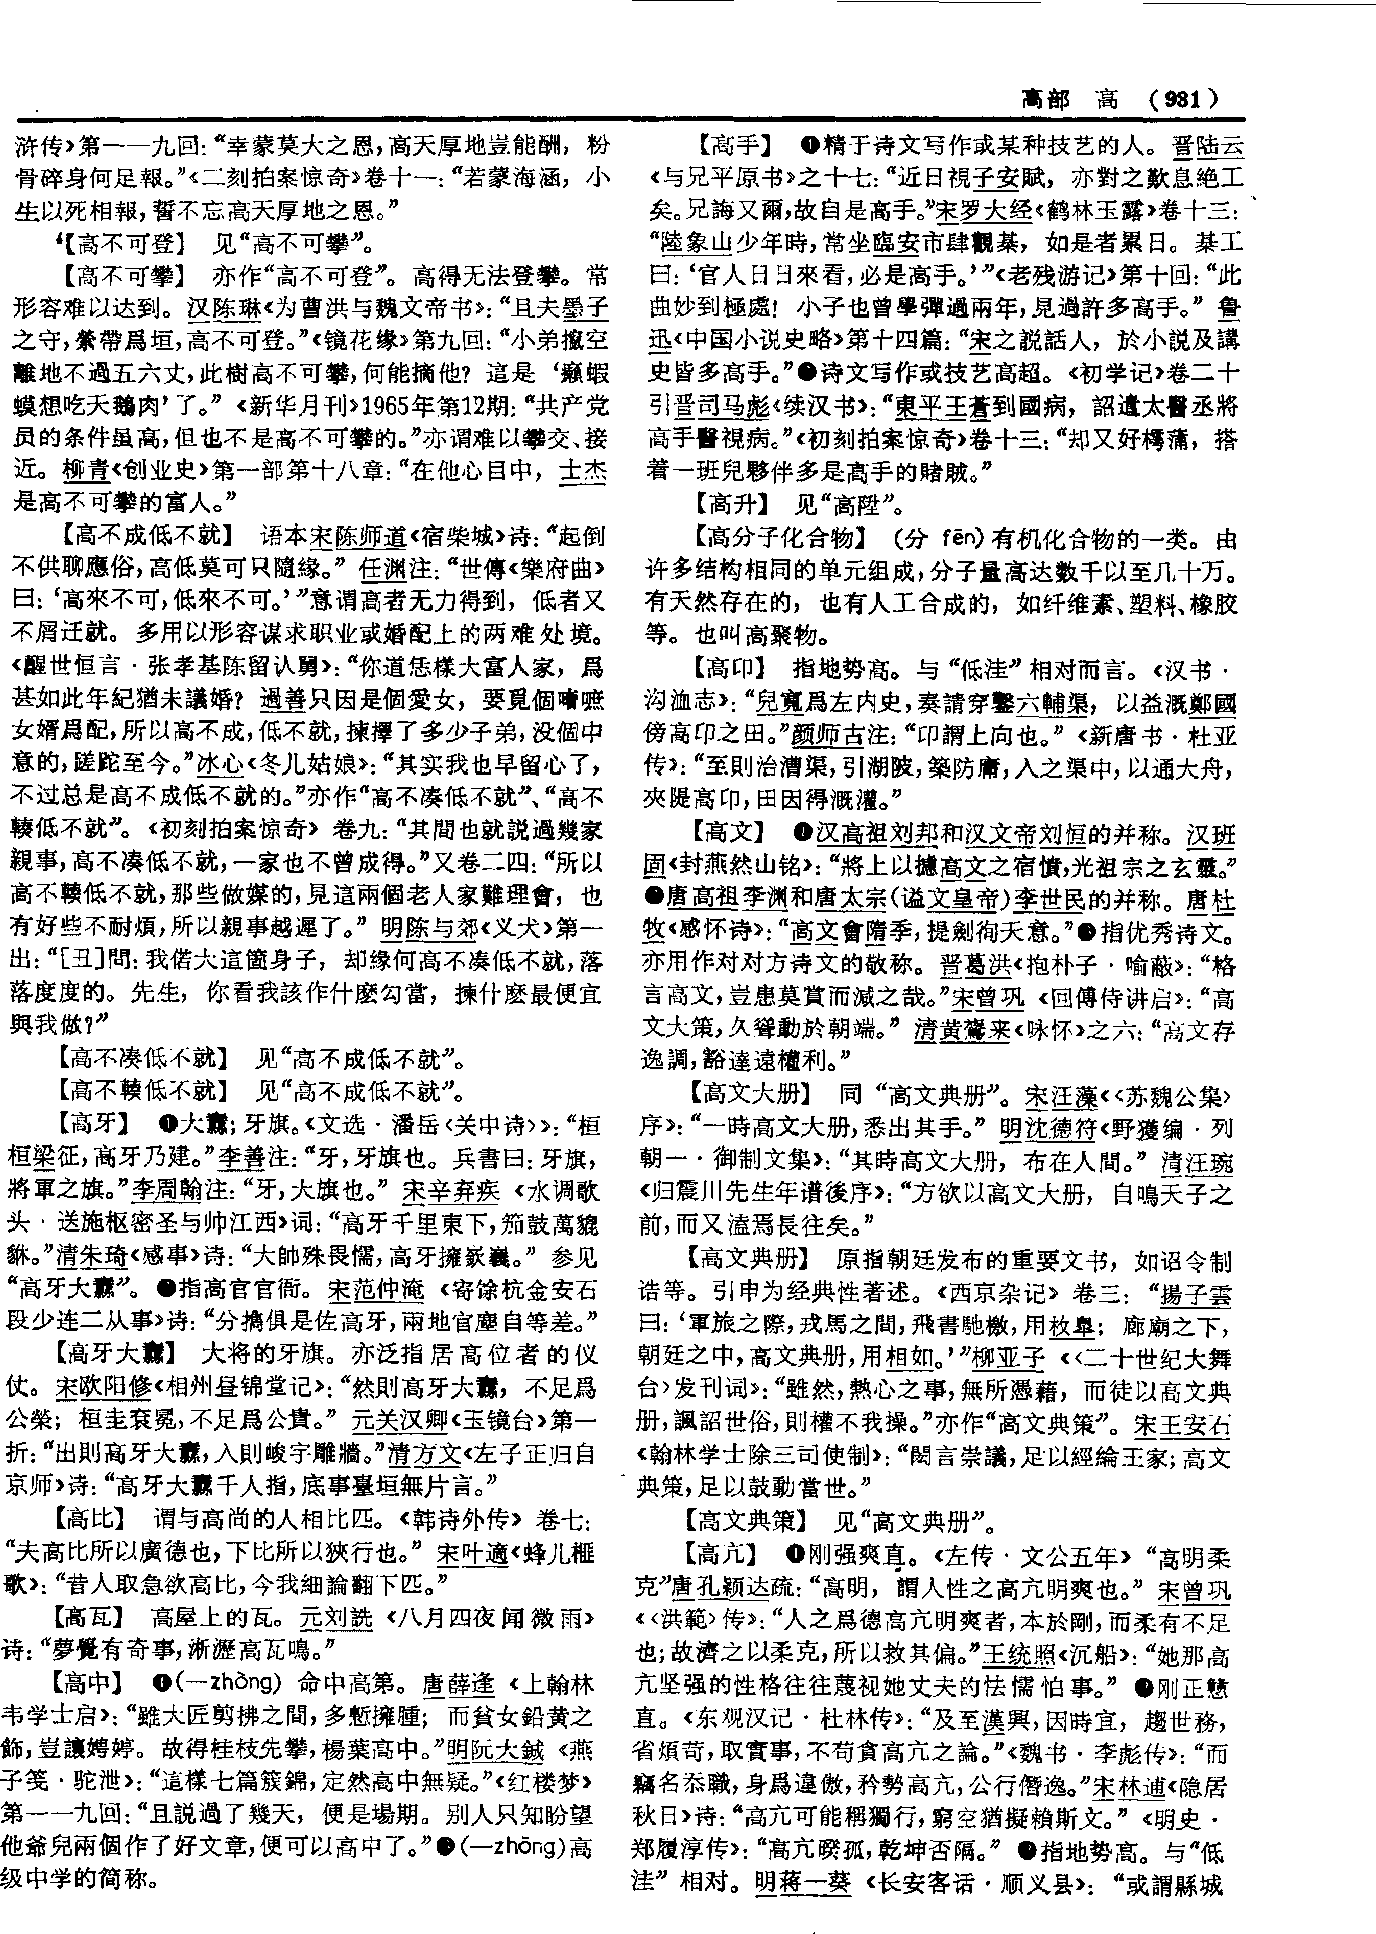 高部　高　（931）
浒传》第一一九回：“幸蒙莫大之恩，高天厚地豈能酬，粉
骨碎身何足報。”《二刻拍案惊奇》卷十一：“若蒙海涵，小
生以死相報，誓不忘高天厚地之恩。”
【高不可登】　见“高不可攀”。
【高不可攀】　亦作“高不可登”。高得无法登攀。常
形容难以达到。汉陈琳《为曹洪与魏文帝书》：“且夫墨子
之守，縈帶爲垣，高不可登。”《镜花缘》第九回：“小弟攛空
離地不過五六丈，此樹高不可攀，何能摘他？這是‘癩蝦
蟆想吃天鵝肉’了。”《新华月刊》1965年第12期：“共产党
员的条件虽高，但也不是高不可攀的。”亦谓难以攀交、接
近。柳青《创业史》第一部第十八章：“在他心目中，士杰
是高不可攀的富人。”
【高不成低不就】　语本宋陈师道《宿柴城》诗：“起倒
不供聊應俗，高低莫可只隨緣。”任渊注：“世傳《樂府曲》
曰：‘高來不可，低來不可。’”意谓高者无力得到，低者又
不屑迁就。多用以形容谋求职业或婚配上的两难处境。
《醒世恒言·张孝基陈留认舅》：“你道恁樣大富人家，爲
甚如此年紀猶未議婚？過善只因是個愛女，要覓個嚌嘛
女婿爲配，所以高不成，低不就，揀擇了多少子弟，没個中
意的，蹉跎至今。”冰心《冬儿姑娘》：“其实我也早留心了，
不过总是高不成低不就的。”亦作“高不凑低不就”、“高不
輳低不就”。《初刻拍案惊奇》卷九：“其間也就説過幾家
親事，高不凑低不就，一家也不曾成得。”又卷二四：“所以
高不輳低不就，那些做媒的，見這兩個老人家難理會，也
有好些不耐煩，所以親事越遲了。”明陈与郊《义犬》第一
出：“[丑]問：我偌大這箇身子，却緣何高不凑低不就，落
落度度的。先生，你看我該作什麽勾當，揀什麽最便宜
與我做？”
【高不凑低不就】　见“高不成低不就”。
【高不輳低不就】　见“高不成低不就”。
【高牙】　❶大纛；牙旗。《文选·潘岳〈关中诗〉》：“桓
桓梁征，高牙乃建。”李善注：“牙，牙旗也。兵書曰：牙旗，
將軍之旗。”李周翰注：“牙，大旗也。”宋辛弃疾《水调歌
头·送施枢密圣与帅江西》词：“高牙千里東下，笳鼓萬貔
貅。”清朱琦《感事》诗：“大帥殊畏懦，高牙擁嶔巇。”参见
“高牙大纛”。❷指高官官衙。宋范仲淹《寄馀杭金安石
段少连二从事》诗：“分擒俱是佐高牙，兩地官塵自等差。”
【高牙大纛】　大将的牙旗。亦泛指居高位者的仪
仗。宋欧阳修《相州昼锦堂记》：“然則高牙大纛，不足爲
公榮；桓圭衮冕，不足爲公貴。”元关汉卿《玉镜台》第一
折：“出則高牙大纛，入則峻宇雕牆。”清方文《左子正归自
京师》诗：“高牙大纛千人指，底事臺垣無片言。”
【高比】　谓与高尚的人相比匹。《韩诗外传》卷七：
“夫高比所以廣德也，下比所以狹行也。”宋叶適《蜂儿榧
歌》：“昔人取急欲高比，今我細論翻下匹。”
【高瓦】　高屋上的瓦。元刘詵《八月四夜闻微雨》
诗：“夢覺有奇事，淅瀝高瓦鳴。”
【高中】　❶(—zhòng)　命中高第。唐薛逢《上翰林
韦学士启》：“雖大匠剪拂之間，多慙擁腫；而貧女鉛黄之
飾，豈讓娉婷。故得桂枝先攀，楊葉高中。”明阮大鋮《燕
子笺·驼泄》：“這樣七篇簇錦，定然高中無疑。”《红楼梦》
第一一九回：“且説過了幾天，便是場期。别人只知盼望
他爺兒兩個作了好文章，便可以高中了。”❷(—zhōng)高
级中学的简称。
【高手】　❶精于诗文写作或某种技艺的人。晋陆云
《与兄平原书》之十七：“近日視子安賦，亦對之歎息絶工
矣。兄誨又爾，故自是高手。”宋罗大经《鹤林玉露》卷十三：
“陸象山少年時，常坐臨安市肆觀棊，如是者累日。棊工
曰：‘官人日日來看，必是高手。’”《老残游记》第十回：“此
曲妙到極處！小子也曾學彈過兩年，見過許多高手。”鲁
迅《中国小说史略》第十四篇：“宋之説話人，於小説及講
史皆多高手。”❷诗文写作或技艺高超。《初学记》卷二十
引晋司马彪《续汉书》：“東平王蒼到國病，詔遣太醫丞將
高手醫視病。”《初刻拍案惊奇》卷十三：“却又好樗蒲，搭
着一班兒夥伴多是高手的賭賊。”
【高升】　见“高陞”。
【高分子化合物】　(分 fēn)有机化合物的一类。由
许多结构相同的单元组成，分子量高达数千以至几十万。
有天然存在的，也有人工合成的，如纤维素、塑料、橡胶
等。也叫高聚物。
【高卬】　指地勢高。与“低洼”相对而言。《汉书·
沟洫志》：“兒寬爲左内史，奏請穿鑿六輔渠，以益溉鄭國
傍高卬之田。”颜师古注：“卬謂上向也。”《新唐书·杜亚
传》：“至則治漕渠，引湖陂，築防庸，入之渠中，以通大舟，
夾隄高卬，田因得溉灌。”
【高文】　❶汉高祖刘邦和汉文帝刘恒的并称。汉班
固《封燕然山铭》：“將上以攄高文之宿憤，光祖宗之玄靈。”
❷唐高祖李渊和唐太宗(谥文皇帝)李世民的并称。唐杜
牧《感怀诗》：“高文會隋季，提劍徇天意。”❸指优秀诗文。
亦用作对对方诗文的敬称。晋葛洪《抱朴子·喻蔽》：“格
言高文，豈患莫賞而減之哉。”宋曾巩《回傅侍讲启》：“高
文大策，久聳動於朝端。”清黄鷟来《咏怀》之六：“高文存
逸調，豁達遠權利。”
【高文大册】　同“高文典册”。宋汪藻《〈苏魏公集〉
序》：“一時高文大册，悉出其手。”明沈德符《野獲编·列
朝一·御制文集》：“其時高文大册，布在人間。”清汪琬
《归震川先生年谱後序》：“方欲以高文大册，自鳴天子之
前，而又溘焉長往矣。”
【高文典册】　原指朝廷发布的重要文书，如诏令制
诰等。引申为经典性著述。《西京杂记》卷三：“揚子雲
曰：‘軍旅之際，戎馬之間，飛書馳檄，用枚臯；廊廟之下，
朝廷之中，高文典册，用相如。’”柳亚子《〈二十世纪大舞
台〉发刊词》：“雖然，熱心之事，無所憑藉，而徒以高文典
册，諷詔世俗，則權不我操。”亦作“高文典策”。宋王安石
《翰林学士除三司使制》：“閎言崇議，足以經綸王家；高文
典策，足以鼓動當世。”
【高文典策】　见“高文典册”。
【高亢】　❶刚强爽直。《左传·文公五年》“高明柔
克”唐孔颖达疏：“高明，謂人性之高亢明爽也。”宋曾巩
《〈洪範〉传》：“人之爲德高亢明爽者，本於剛，而柔有不足
也；故濟之以柔克，所以救其偏。”王统照《沉船》：“她那高
亢坚强的性格往往蔑视她丈夫的怯懦怕事。”❷刚正戇
直。《东观汉记·杜林传》：“及至漢興，因時宜，趨世務，
省煩苛，取實事，不苟貪高亢之論。”《魏书·李彪传》：“而
竊名忝職，身爲違傲，矜勢高亢，公行僭逸。”宋林逋《隐居
秋日》诗：“高亢可能稱獨行，窮空猶擬賴斯文。”《明史·
郑履淳传》：“高亢暌孤，乾坤否隔。”❸指地勢高。与“低
洼”相对。明蒋一葵《长安客话·顺义县》：“或謂縣城